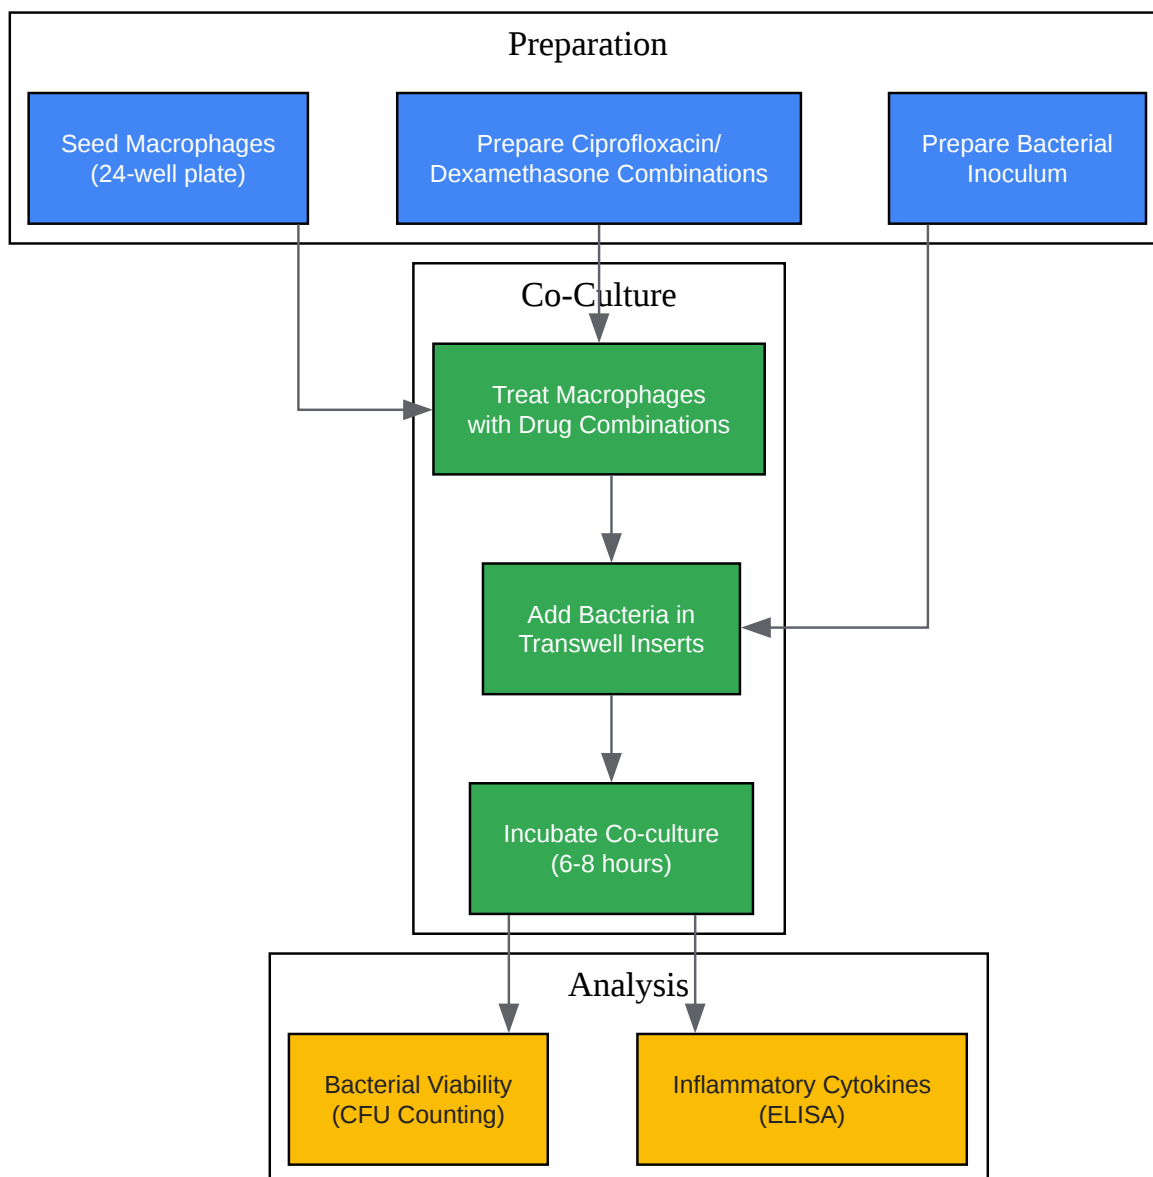 Preparation
Seed Macrophages
(24-well plate)
Prepare Ciprofloxacin/
Dexamethasone Combinations
Prepare Bacterial
Inoculum
Co-Culture
Treat Macrophages
with Drug Combinations
Add Bacteria in
Transwell Inserts
Incubate Co-culture
(6-8 hours)
Analysis
Bacterial Viability
(CFU Counting)
Inflammatory Cytokines
(ELISA)